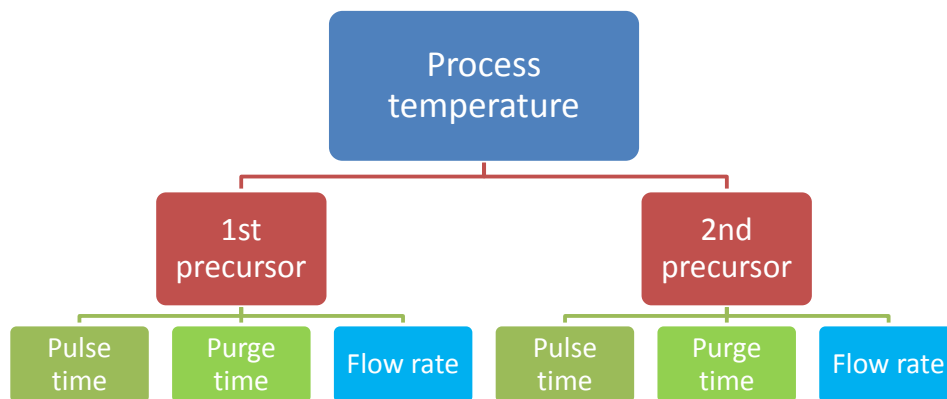 Process
temperature
1st
precursor
2nd
precursor
Pulse
time
Purge
time
Flow rate
Pulse
time
Purge
time
Flow rate